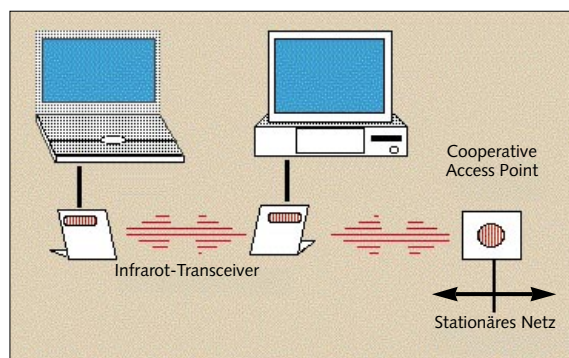 Cooperative
Access Point
Infrarot-Transceiver
Stationäres Netz